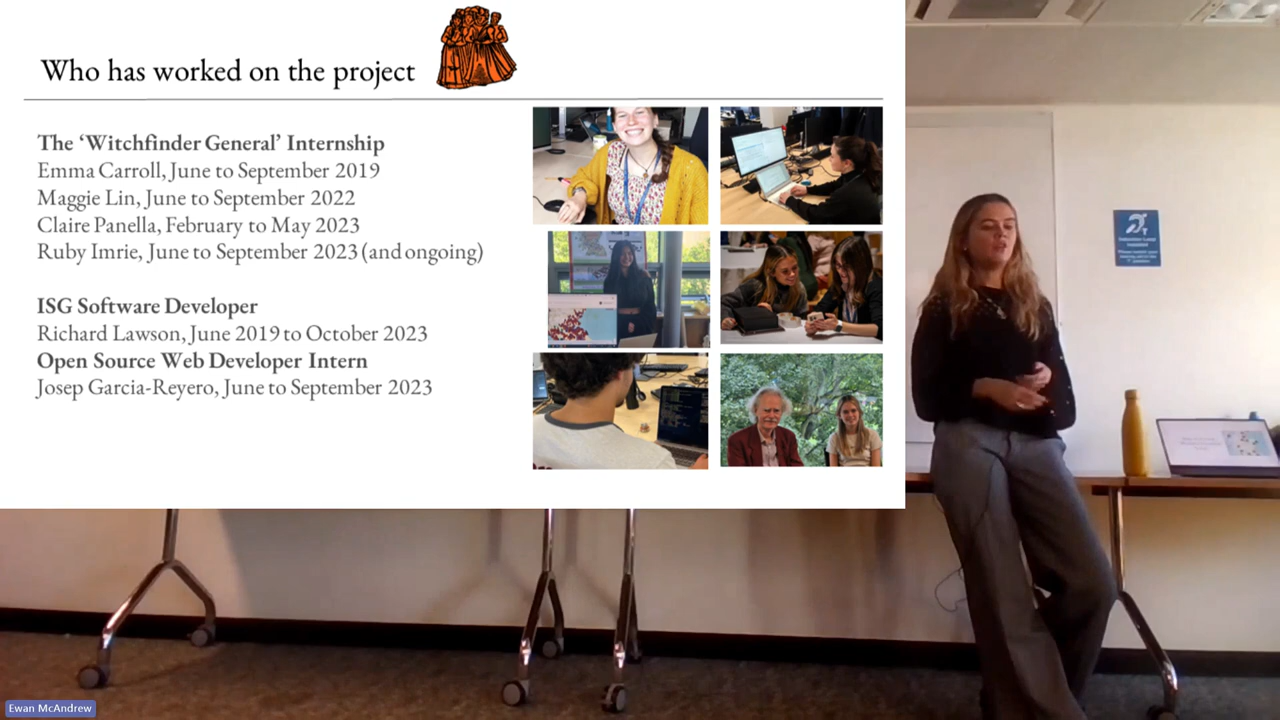 Who has worked on the project
The ‘Witchfinder General’ Internship
Emma Carroll, June to September 2019
Maggie Lin, June to September 2022
Claire Panella, February to May 2023
Ruby Imrie, June to September 2023 (and ongoing)
ISG Software Developer
Richard Lawson, June 2019 to October 2023
Open Source Web Developer Intern
Josep Garcia-Reyero, June to September 2023
Ewan McAndrew